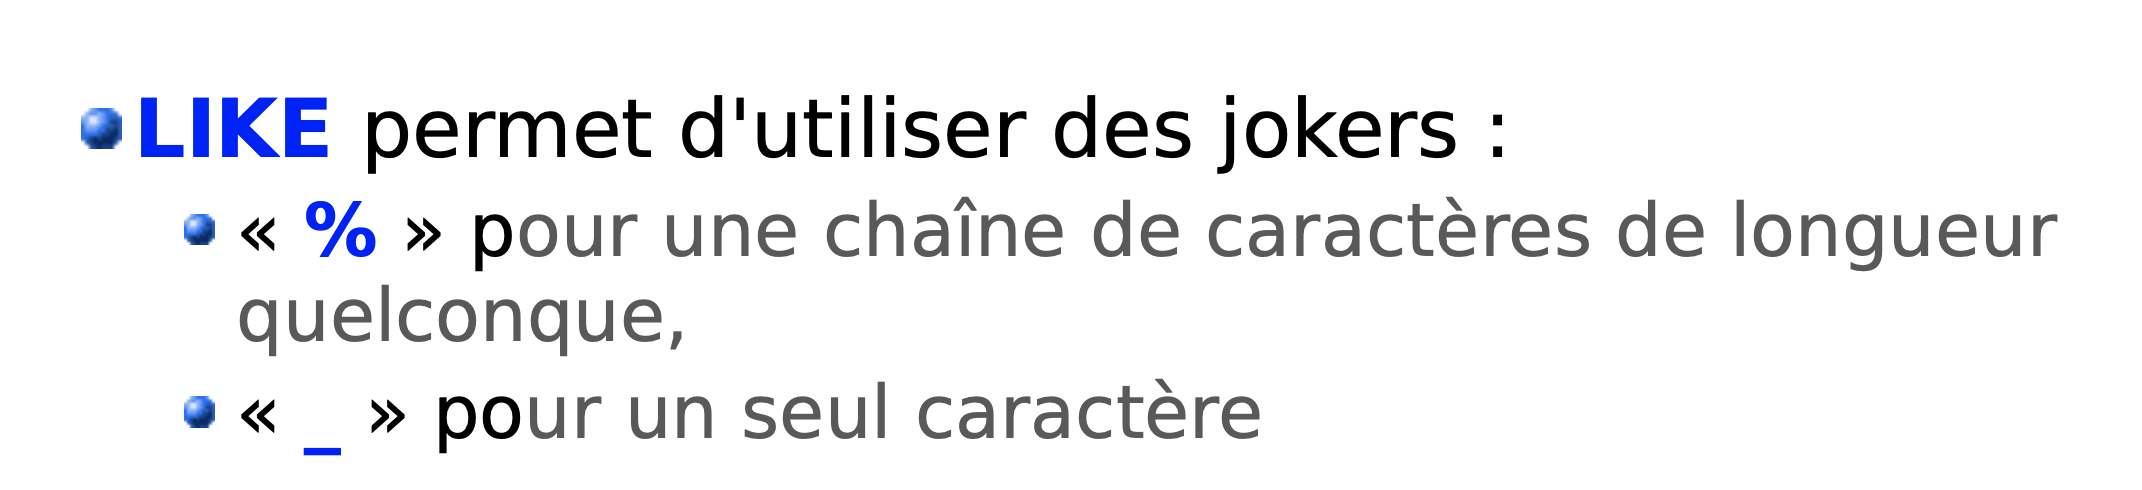 LIKE permet d'utiliser des jokers :
« % » pour une chaîne de caractères de longueur
quelconque,
« _ » pour un seul caractère